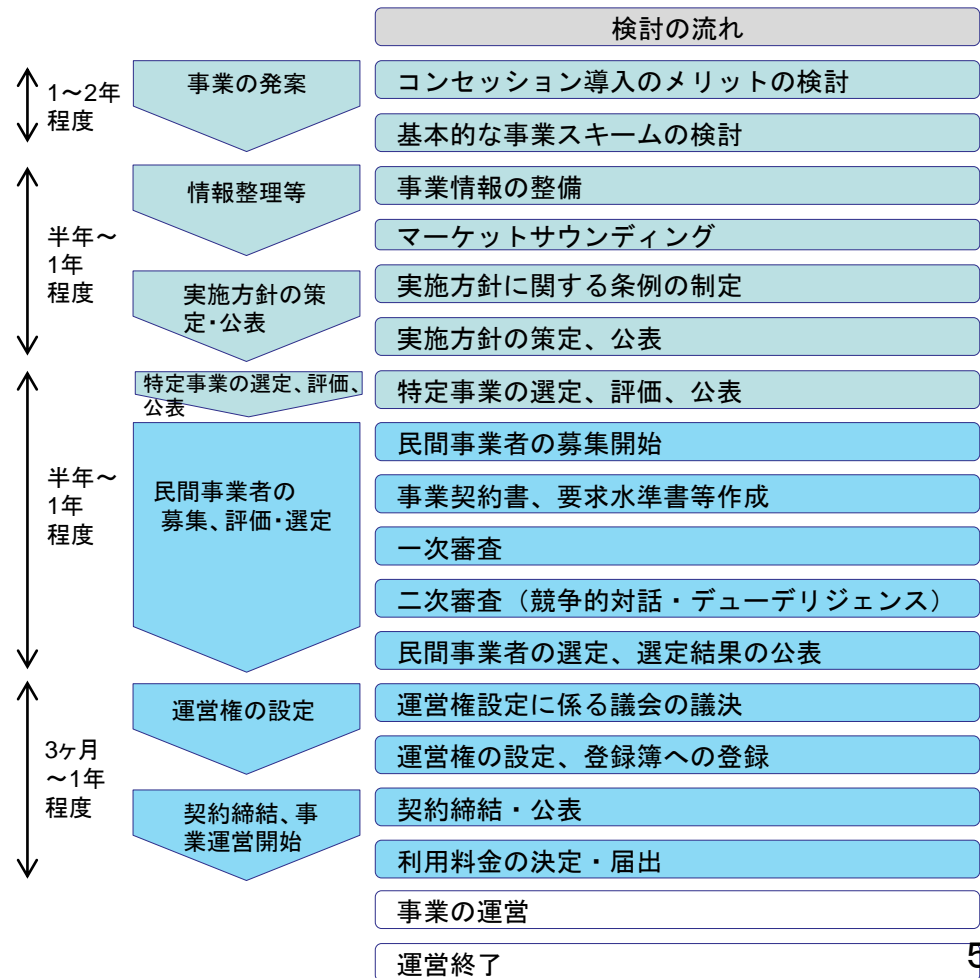 検討の流れ
1～2年
程度
事業の発案
コンセッション導入のメリットの検討
基本的な事業スキームの検討
半年～
1年
程度
情報整理等
事業情報の整備
マーケットサウンディング
実施方針の策
定・公表
実施方針に関する条例の制定
実施方針の策定、公表
半年～
1年
程度
特定事業の選定、評価、
公表
特定事業の選定、評価、公表
民間事業者の
募集、評価・選定
民間事業者の募集開始
事業契約書、要求水準書等作成
一次審査
二次審査（競争的対話・デューデリジェンス）
民間事業者の選定、選定結果の公表
3ヶ月
～1年
程度
運営権の設定
運営権設定に係る議会の議決
運営権の設定、登録簿への登録
契約締結、事
業運営開始
契約締結・公表
利用料金の決定・届出
事業の運営
運営終了
5